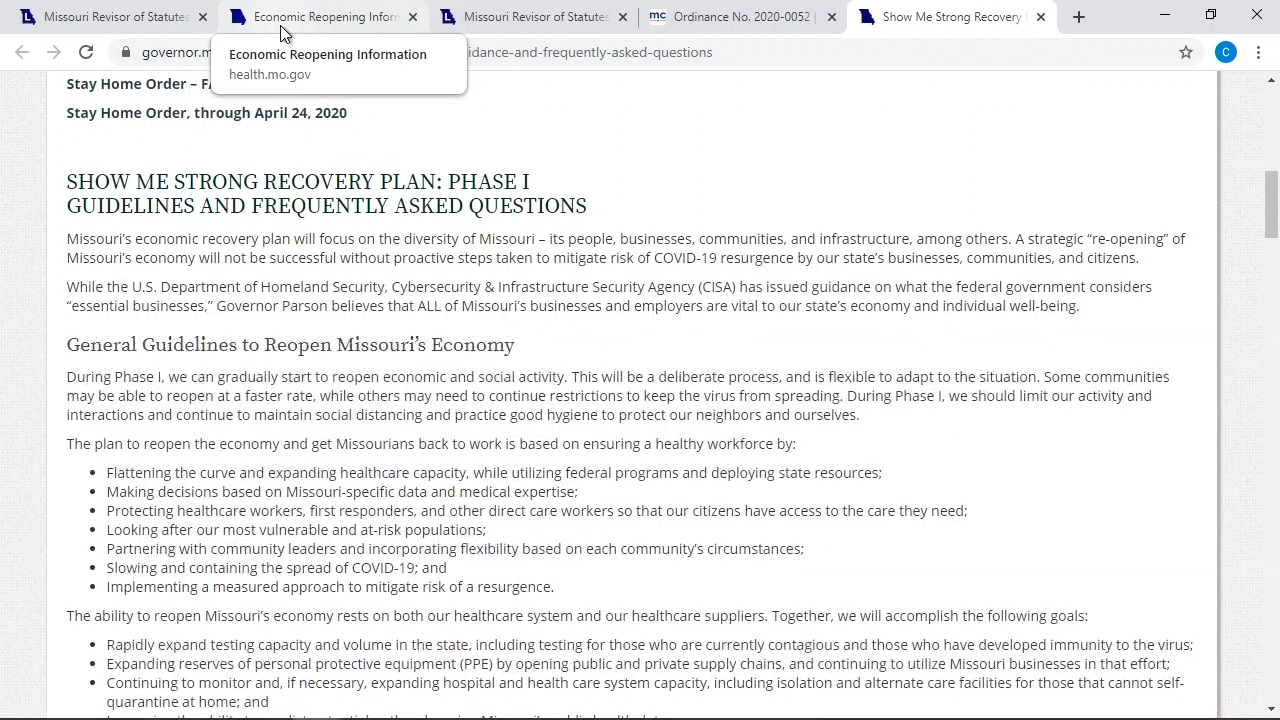 Missouri Revisor of Statutes
Economic Reopening Inform
Missouri Revisor of Statutes
mc
Ordinance No. 2020-0052 |
Show Me Strong Recovery
governor.m
idance-and-frequently-asked-questions
C
Economic Reopening Information
health.mo.gov
Stay Home Order – FA
Stay Home Order, through April 24, 2020
SHOW ME STRONG RECOVERY PLAN: PHASE I
GUIDELINES AND FREQUENTLY ASKED QUESTIONS
Missouri’s economic recovery plan will focus on the diversity of Missouri – its people, businesses, communities, and infrastructure, among others. A strategic “re-opening” of
Missouri’s economy will not be successful without proactive steps taken to mitigate risk of COVID-19 resurgence by our state’s businesses, communities, and citizens.
While the U.S. Department of Homeland Security, Cybersecurity & Infrastructure Security Agency (CISA) has issued guidance on what the federal government considers
“essential businesses,” Governor Parson believes that ALL of Missouri’s businesses and employers are vital to our state’s economy and individual well-being.
General Guidelines to Reopen Missouri’s Economy
During Phase I, we can gradually start to reopen economic and social activity. This will be a deliberate process, and is flexible to adapt to the situation. Some communities
may be able to reopen at a faster rate, while others may need to continue restrictions to keep the virus from spreading. During Phase I, we should limit our activity and
interactions and continue to maintain social distancing and practice good hygiene to protect our neighbors and ourselves.
The plan to reopen the economy and get Missourians back to work is based on ensuring a healthy workforce by:
• Flattening the curve and expanding healthcare capacity, while utilizing federal programs and deploying state resources;
• Making decisions based on Missouri-specific data and medical expertise;
• Protecting healthcare workers, first responders, and other direct care workers so that our citizens have access to the care they need;
• Looking after our most vulnerable and at-risk populations;
• Partnering with community leaders and incorporating flexibility based on each community’s circumstances;
• Slowing and containing the spread of COVID-19; and
• Implementing a measured approach to mitigate risk of a resurgence.
The ability to reopen Missouri’s economy rests on both our healthcare system and our healthcare suppliers. Together, we will accomplish the following goals:
• Rapidly expand testing capacity and volume in the state, including testing for those who are currently contagious and those who have developed immunity to the virus;
• Expanding reserves of personal protective equipment (PPE) by opening public and private supply chains, and continuing to utilize Missouri businesses in that effort;
• Continuing to monitor and, if necessary, expanding hospital and health care system capacity, including isolation and alternate care facilities for those that cannot self-
quarantine at home; and